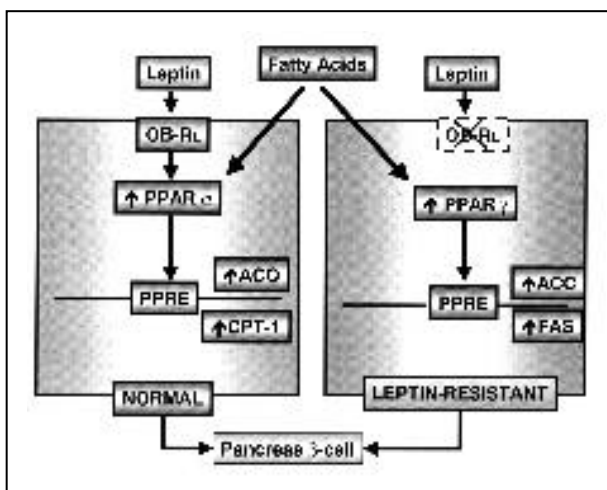 Leptin
Fatty Acids
Leptin
OB-RL
OB-RL
↑ PPAR α
↑ PPAR γ
↑ACO
PPRE
↑CPT-1
↑ACC
PPRE
↑FAS
NORMAL
LEPTIN-RESISTANT
Pancreas β-cell